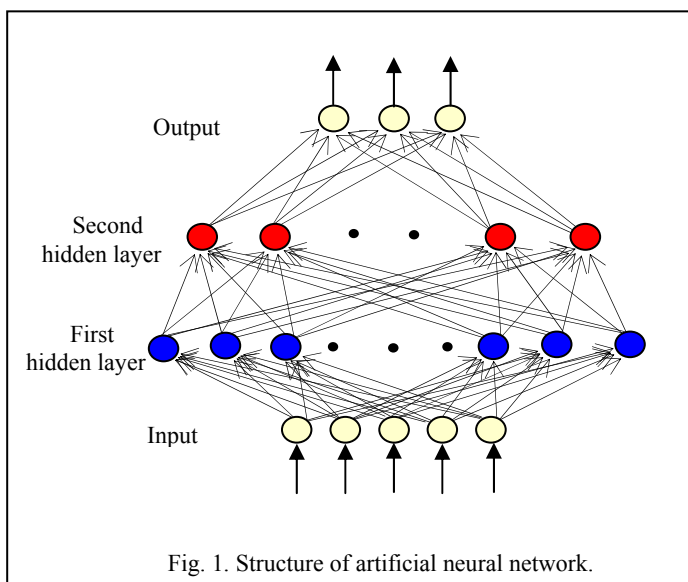 Output
Second
hidden layer
First
hidden layer
Input
Fig. 1. Structure of artificial neural network.